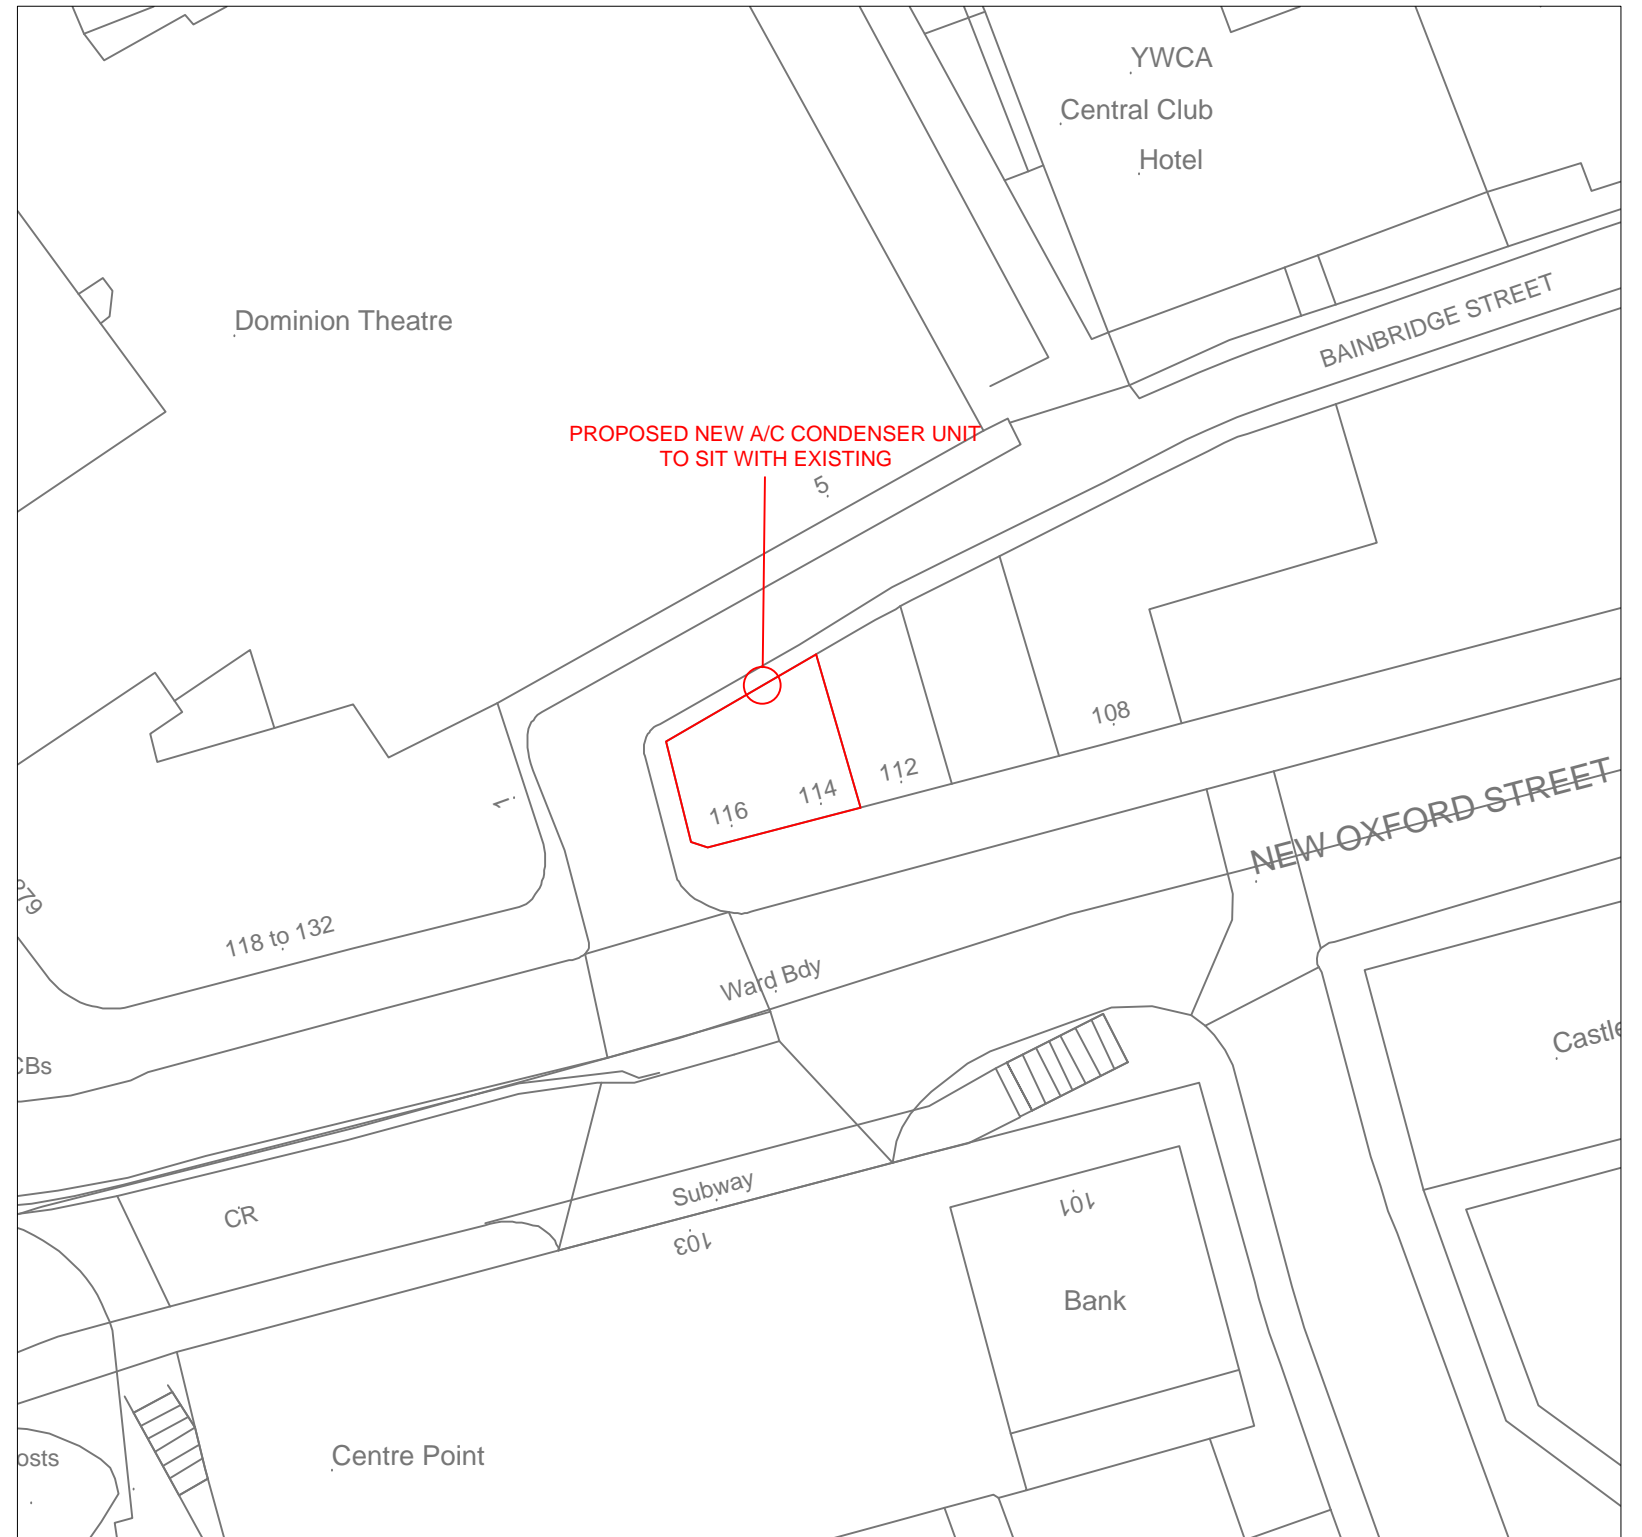 YWCA
Central Club
Hotel
BAINBRIDGE STREET
Dominion Theatre
PROPOSED NEW A/C CONDENSER UNIT
TO SIT WITH EXISTING
5
108
112
114
116
1
NEW OXFORD STREET
279
118 to 132
Ward Bdy
Castle
CBs
Subway
CR
103
101
Bank
Centre Point
osts